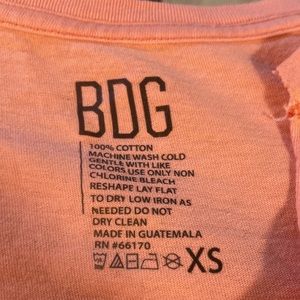 BDG
100% COTTON
MACHINE WASH COLD
GENTLE WITH LIKE
COLORS USE ONLY NON
CHLORINE BLEACH
RESHAPE LAY FLAT
TO DRY LOW IRON AS
NEEDED DO NOT
DRY CLEAN
MADE IN GUATEMALA
RN #66170
XS